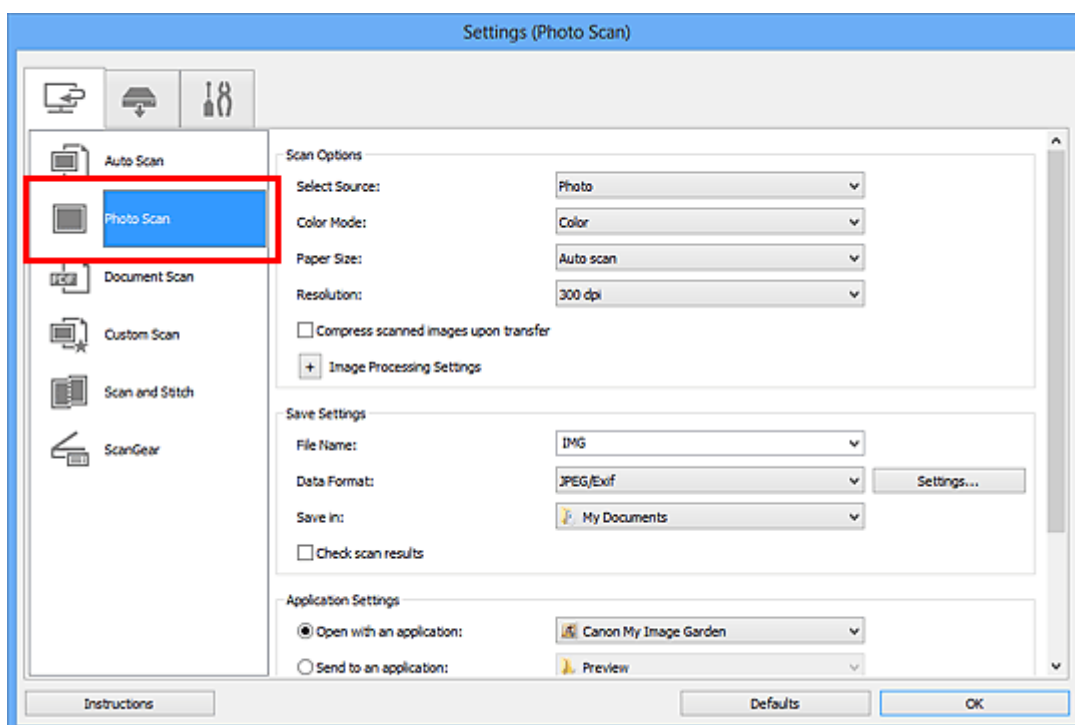 Settings (Photo Scan)
Auto Scan
Photo Scan
Document Scan
Custom Scan
Scan and Stitch
ScanGear
Scan Options
Select Source: Photo
Color Mode: Color
Paper Size: Auto scan
Resolution: 300 dpi
Compress scanned images upon transfer
+ Image Processing Settings
Save Settings
File Name: IMG
Data Format: JPEG/Exif Settings...
Save in: My Documents
Check scan results
Application Settings
Open with an application: Canon My Image Garden
Send to an application: Preview
Instructions Defaults OK